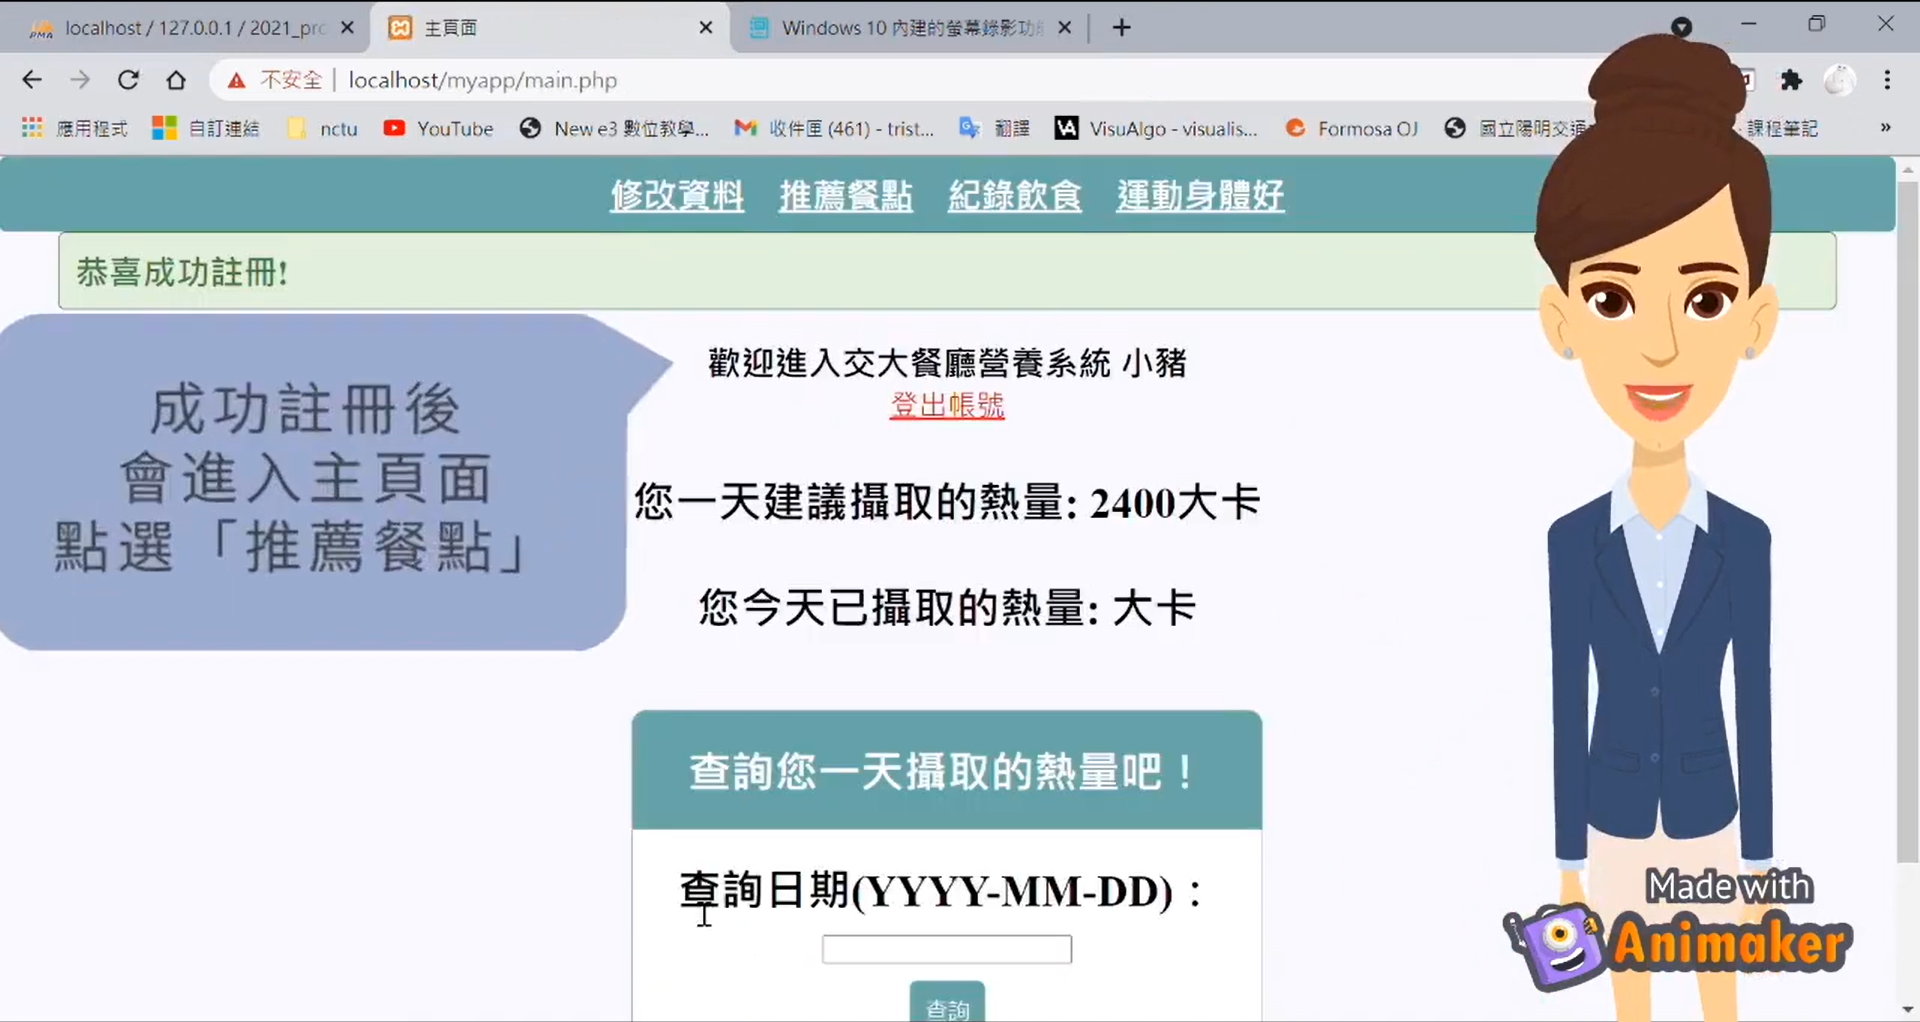 localhost / 127.0.0.1 / 2021_pro
主頁面
Windows 10 內建的螢幕錄影功
不安全 | localhost/myapp/main.php
應用程式
自訂連結
nctu
YouTube
New e3 數位教學...
收件匣 (461) - trist...
翻譯
VisuAlgo - visualis...
Formosa OJ
國立陽明交通
課程筆記
»
修改資料 推薦餐點 紀錄飲食 運動身體好
恭喜成功註冊!
成功註冊後
會進入主頁面
點選「推薦餐點」
歡迎進入交大餐廳營養系統 小豬
登出帳號
您一天建議攝取的熱量: 2400大卡
您今天已攝取的熱量: 大卡
查詢您一天攝取的熱量吧！
查詢日期(YYYY-MM-DD)：
查詢
Made with
Animaker